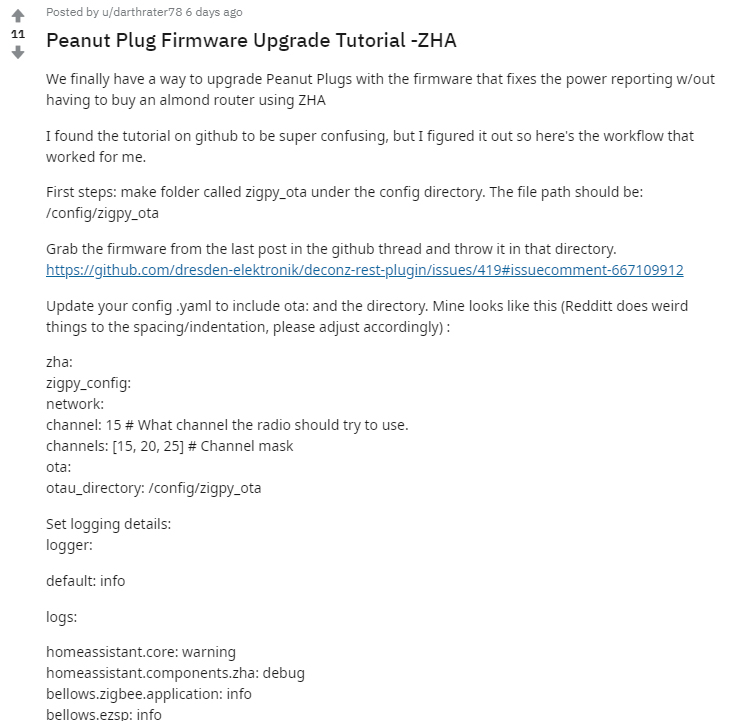 Posted by u/darthrater78 6 days ago
11
Peanut Plug Firmware Upgrade Tutorial -ZHA
We finally have a way to upgrade Peanut Plugs with the firmware that fixes the power reporting w/out
having to buy an almond router using ZHA
I found the tutorial on github to be super confusing, but I figured it out so here's the workflow that
worked for me.
First steps: make folder called zigpy_ota under the config directory. The file path should be:
/config/zigpy_ota
Grab the firmware from the last post in the github thread and throw it in that directory.
https://github.com/dresden-elektronik/deconz-rest-plugin/issues/419#issuecomment-667109912
Update your config .yaml to include ota: and the directory. Mine looks like this (Redditt does weird
things to the spacing/indentation, please adjust accordingly) :
zha:
zigpy_config:
network:
channel: 15 # What channel the radio should try to use.
channels: [15, 20, 25] # Channel mask
ota:
otau_directory: /config/zigpy_ota
Set logging details:
logger:
default: info
logs:
homeassistant.core: warning
homeassistant.components.zha: debug
bellows.zigbee.application: info
bellows.ezsp: info